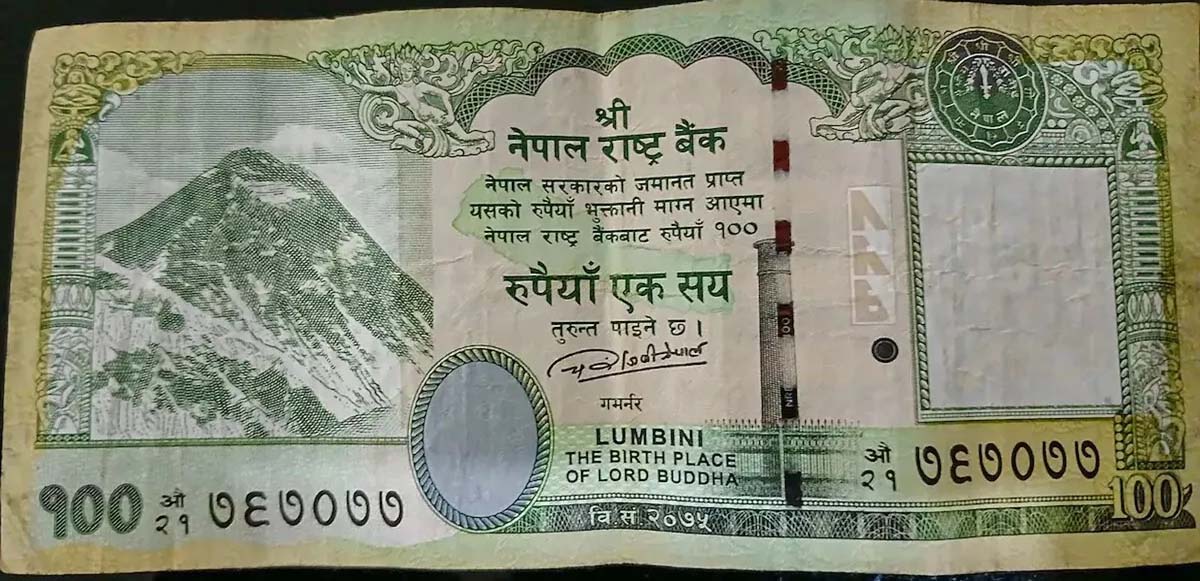 श्री
नेपाल राष्ट्र बैंक
नेपाल सरकारको जमानत प्राप्त
यसको रुपैयाँ भुक्तानी माग्न आएमा
नेपाल राष्ट्र बैंकबाट रुपैयाँ १००
रुपैयाँ एक सय
तुरुन्त पाइने छ।
गभर्नर
NRB
LUMBINI
THE BIRTH PLACE
OF LORD BUDDHA
औ २१ ७६७०७७
१०० औ २१ ७६७०७७
वि सं २०७५
100